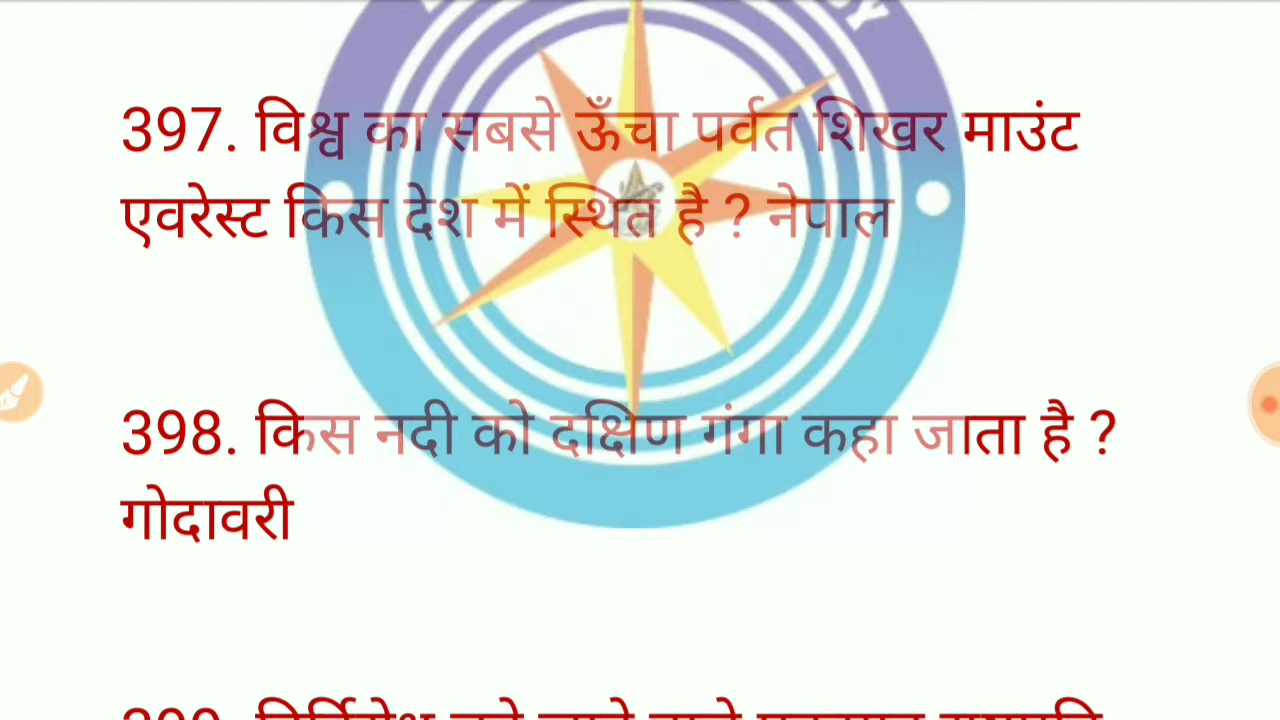 397. विश्व का सबसे ऊँचा पर्वत शिखर माउंट
एवरेस्ट किस देश में स्थित है ? नेपाल
398. किस नदी को दक्षिण गंगा कहा जाता है ?
गोदावरी